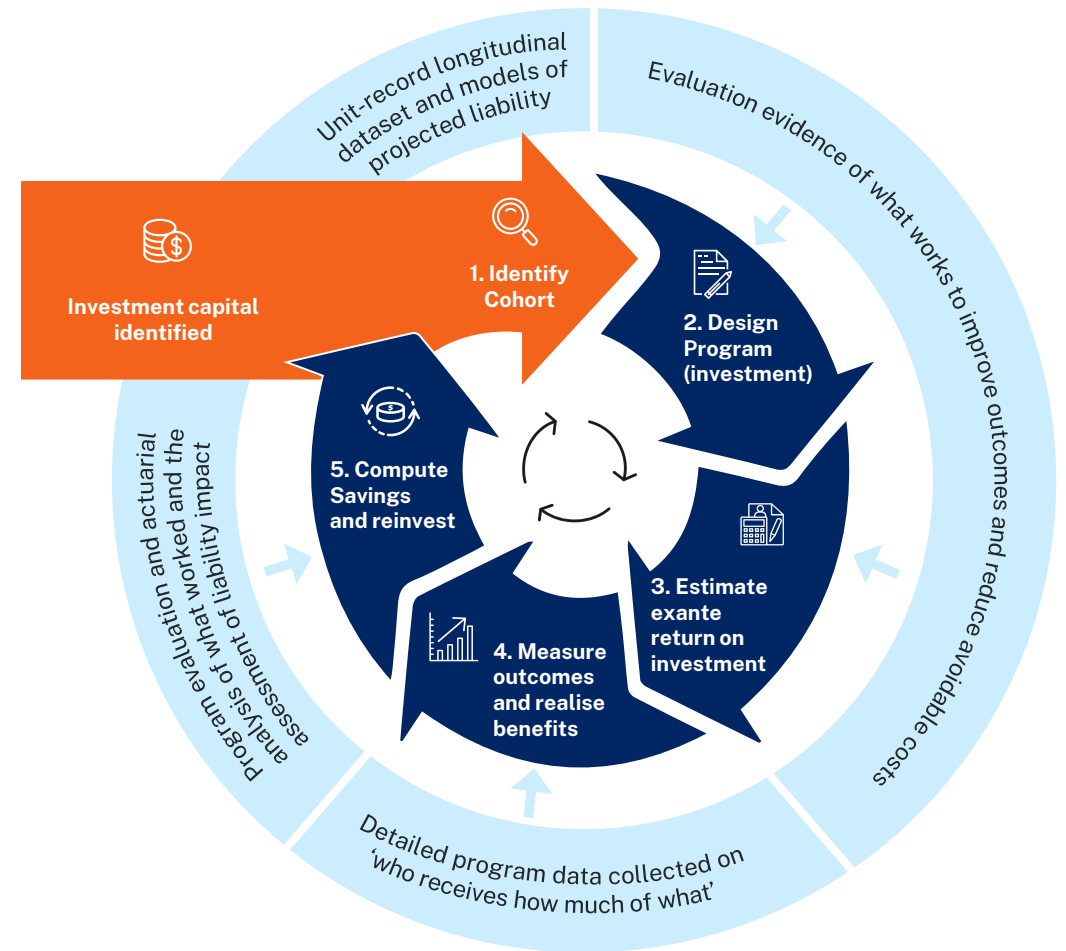 Unit-record longitudinal
dataset and models of
projected liability
Evaluation evidence of what works to improve outcomes and reduce avoidable costs
Investment capital
identified
$
1. Identify
Cohort
2. Design
Program
(investment)
3. Estimate
exante
return on
investment
4. Measure
outcomes
and realise
benefits
$
5. Compute
Savings
and reinvest
Detailed program data collected on
‘who receives how much of what’
Program evaluation and actuarial
analysis of what worked and the
assessment of liability impact